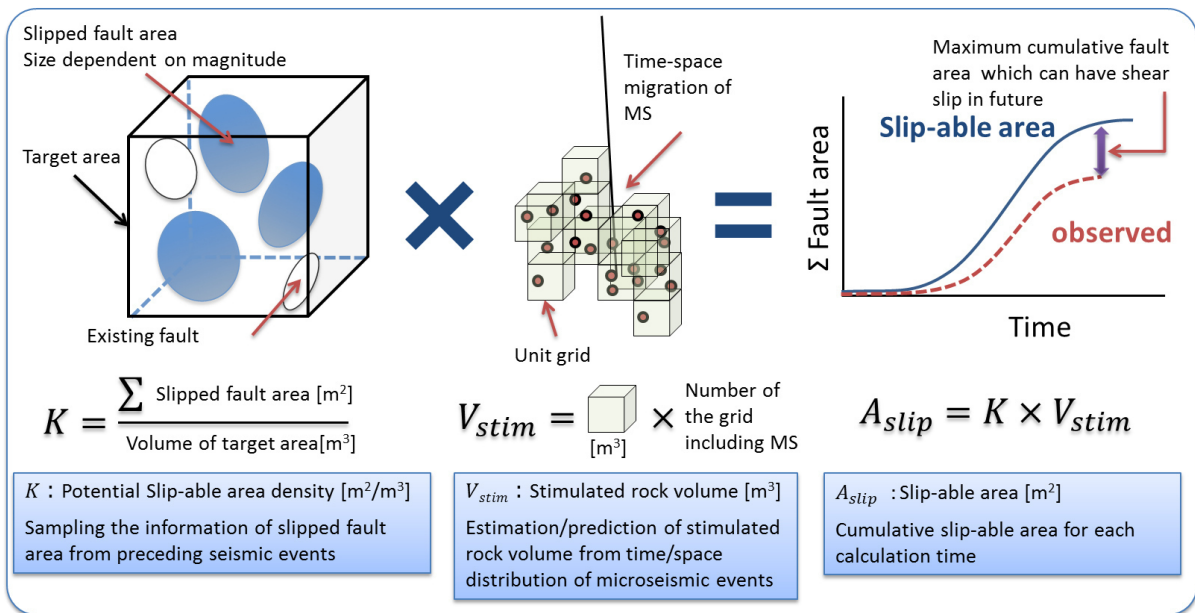 Slipped fault area
Size dependent on magnitude
Target area
Existing fault
Time-space
migration of
MS
Unit grid
Maximum cumulative fault
area which can have shear
slip in future
Slip-able area
observed
Σ Fault area
Time
K = ∑ Slipped fault area [m²]
Volume of target area[m³]
V_stim = [m³] × Number of
the grid
including MS
A_slip = K × V_stim
K : Potential Slip-able area density [m²/m³]
Sampling the information of slipped fault
area from preceding seismic events
V_stim : Stimulated rock volume [m³]
Estimation/prediction of stimulated
rock volume from time/space
distribution of microseismic events
A_slip : Slip-able area [m²]
Cumulative slip-able area for each
calculation time